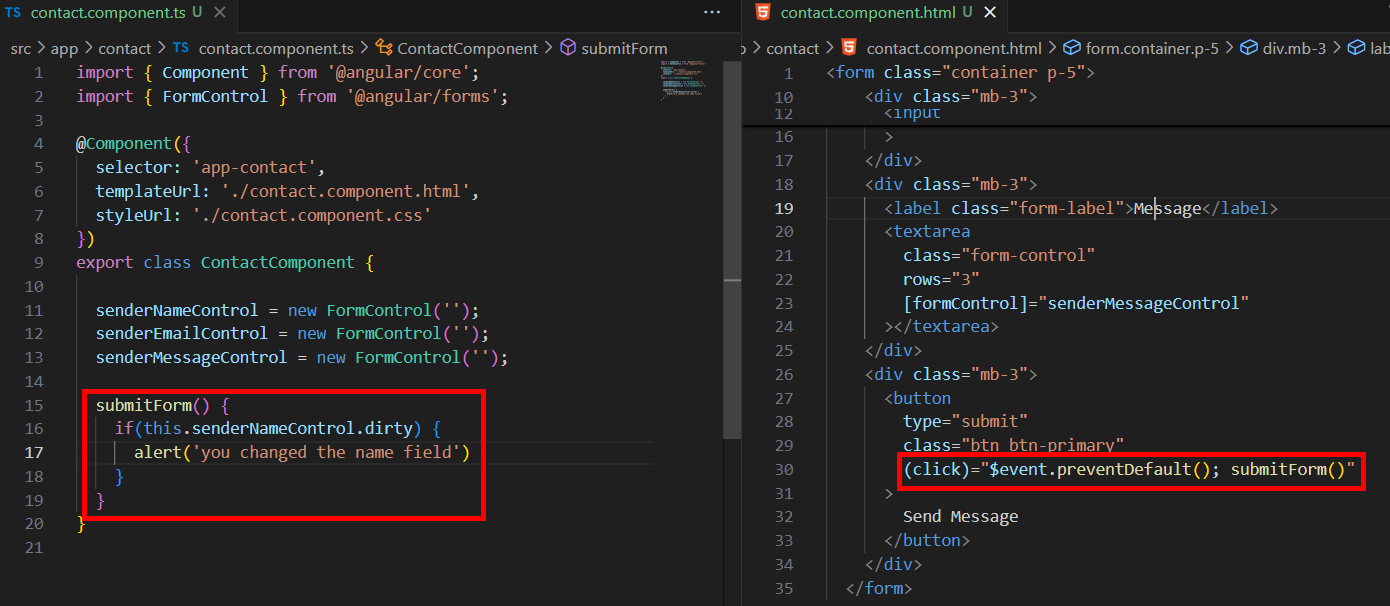 TS contact.component.ts U ×
src > app > contact > TS contact.component.ts > ContactComponent > submitForm
1 import { Component } from '@angular/core';
2 import { FormControl } from '@angular/forms';
3
4 @Component({
5 selector: 'app-contact',
6 templateUrl: './contact.component.html',
7 styleUrl: './contact.component.css'
8 })
9 export class ContactComponent {
10
11 senderNameControl = new FormControl('');
12 senderEmailControl = new FormControl('');
13 senderMessageControl = new FormControl('');
14
15 submitForm() {
16 if(this.senderNameControl.dirty) {
17 alert('you changed the name field')
18 }
19 }
20 }
21
contact.component.html U ×
> contact > contact.component.html > form.container.p-5 > div.mb-3 > lab
1 <form class="container p-5">
10 <div class="mb-3">
12 <input
16 >
17 </div>
18 <div class="mb-3">
19 <label class="form-label">Message</label>
20 <textarea
21 class="form-control"
22 rows="3"
23 [formControl]="senderMessageControl"
24 ></textarea>
25 </div>
26 <div class="mb-3">
27 <button
28 type="submit"
29 class="btn btn-primary"
30 (click)="$event.preventDefault(); submitForm()"
31 >
32 Send Message
33 </button>
34 </div>
35 </form>